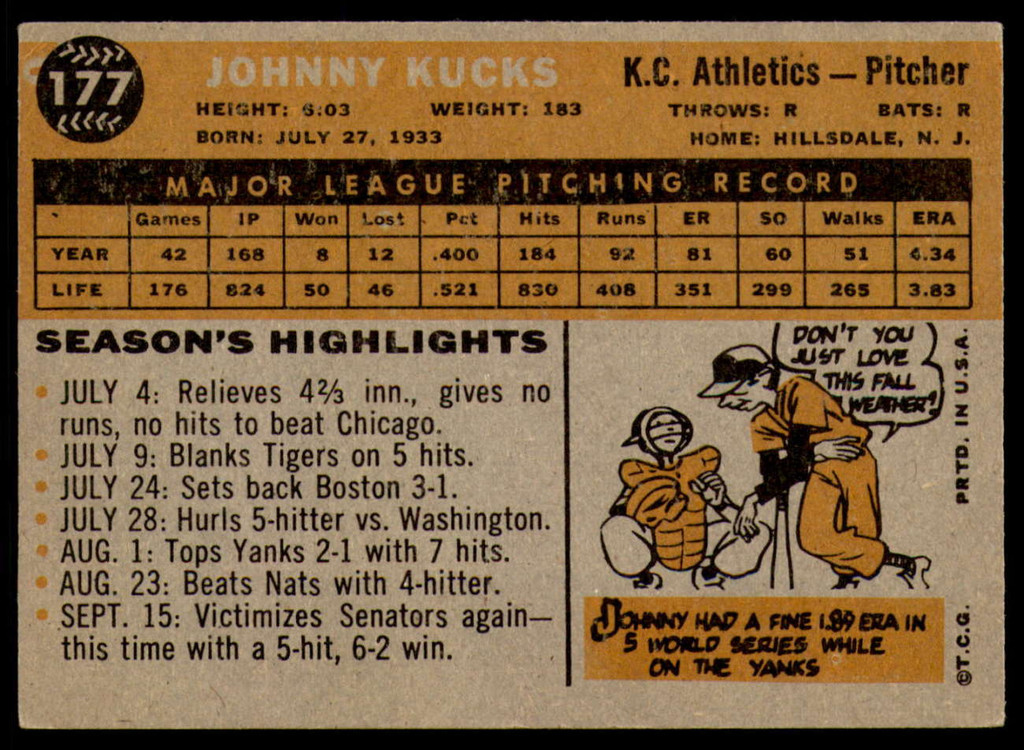 177
JOHNNY KUCKS
K.C. Athletics — Pitcher
HEIGHT: 6.03 WEIGHT: 183 THROWS: R BATS: R
BORN: JULY 27, 1933 HOME: HILLSDALE, N. J.
MAJOR LEAGUE PITCHING RECORD
Games IP Won Lost Pct Hits Runs ER SO Walks ERA
YEAR 42 168 8 12 .400 184 92 81 60 51 4.34
LIFE 176 824 50 46 .521 830 408 351 299 265 3.83
SEASON'S HIGHLIGHTS
• JULY 4: Relieves 4⅔ inn., gives no
runs, no hits to beat Chicago.
• JULY 9: Blanks Tigers on 5 hits.
• JULY 24: Sets back Boston 3-1.
• JULY 28: Hurls 5-hitter vs. Washington.
• AUG. 1: Tops Yanks 2-1 with 7 hits.
• AUG. 23: Beats Nats with 4-hitter.
• SEPT. 15: Victimizes Senators again—
this time with a 5-hit, 6-2 win.
DON'T YOU
JUST LOVE
THIS FALL
WEATHER?
JOHNNY HAD A FINE 1.89 ERA IN
5 WORLD SERIES WHILE
ON THE YANKS
PRTD. IN U.S.A.
©T.C.G.